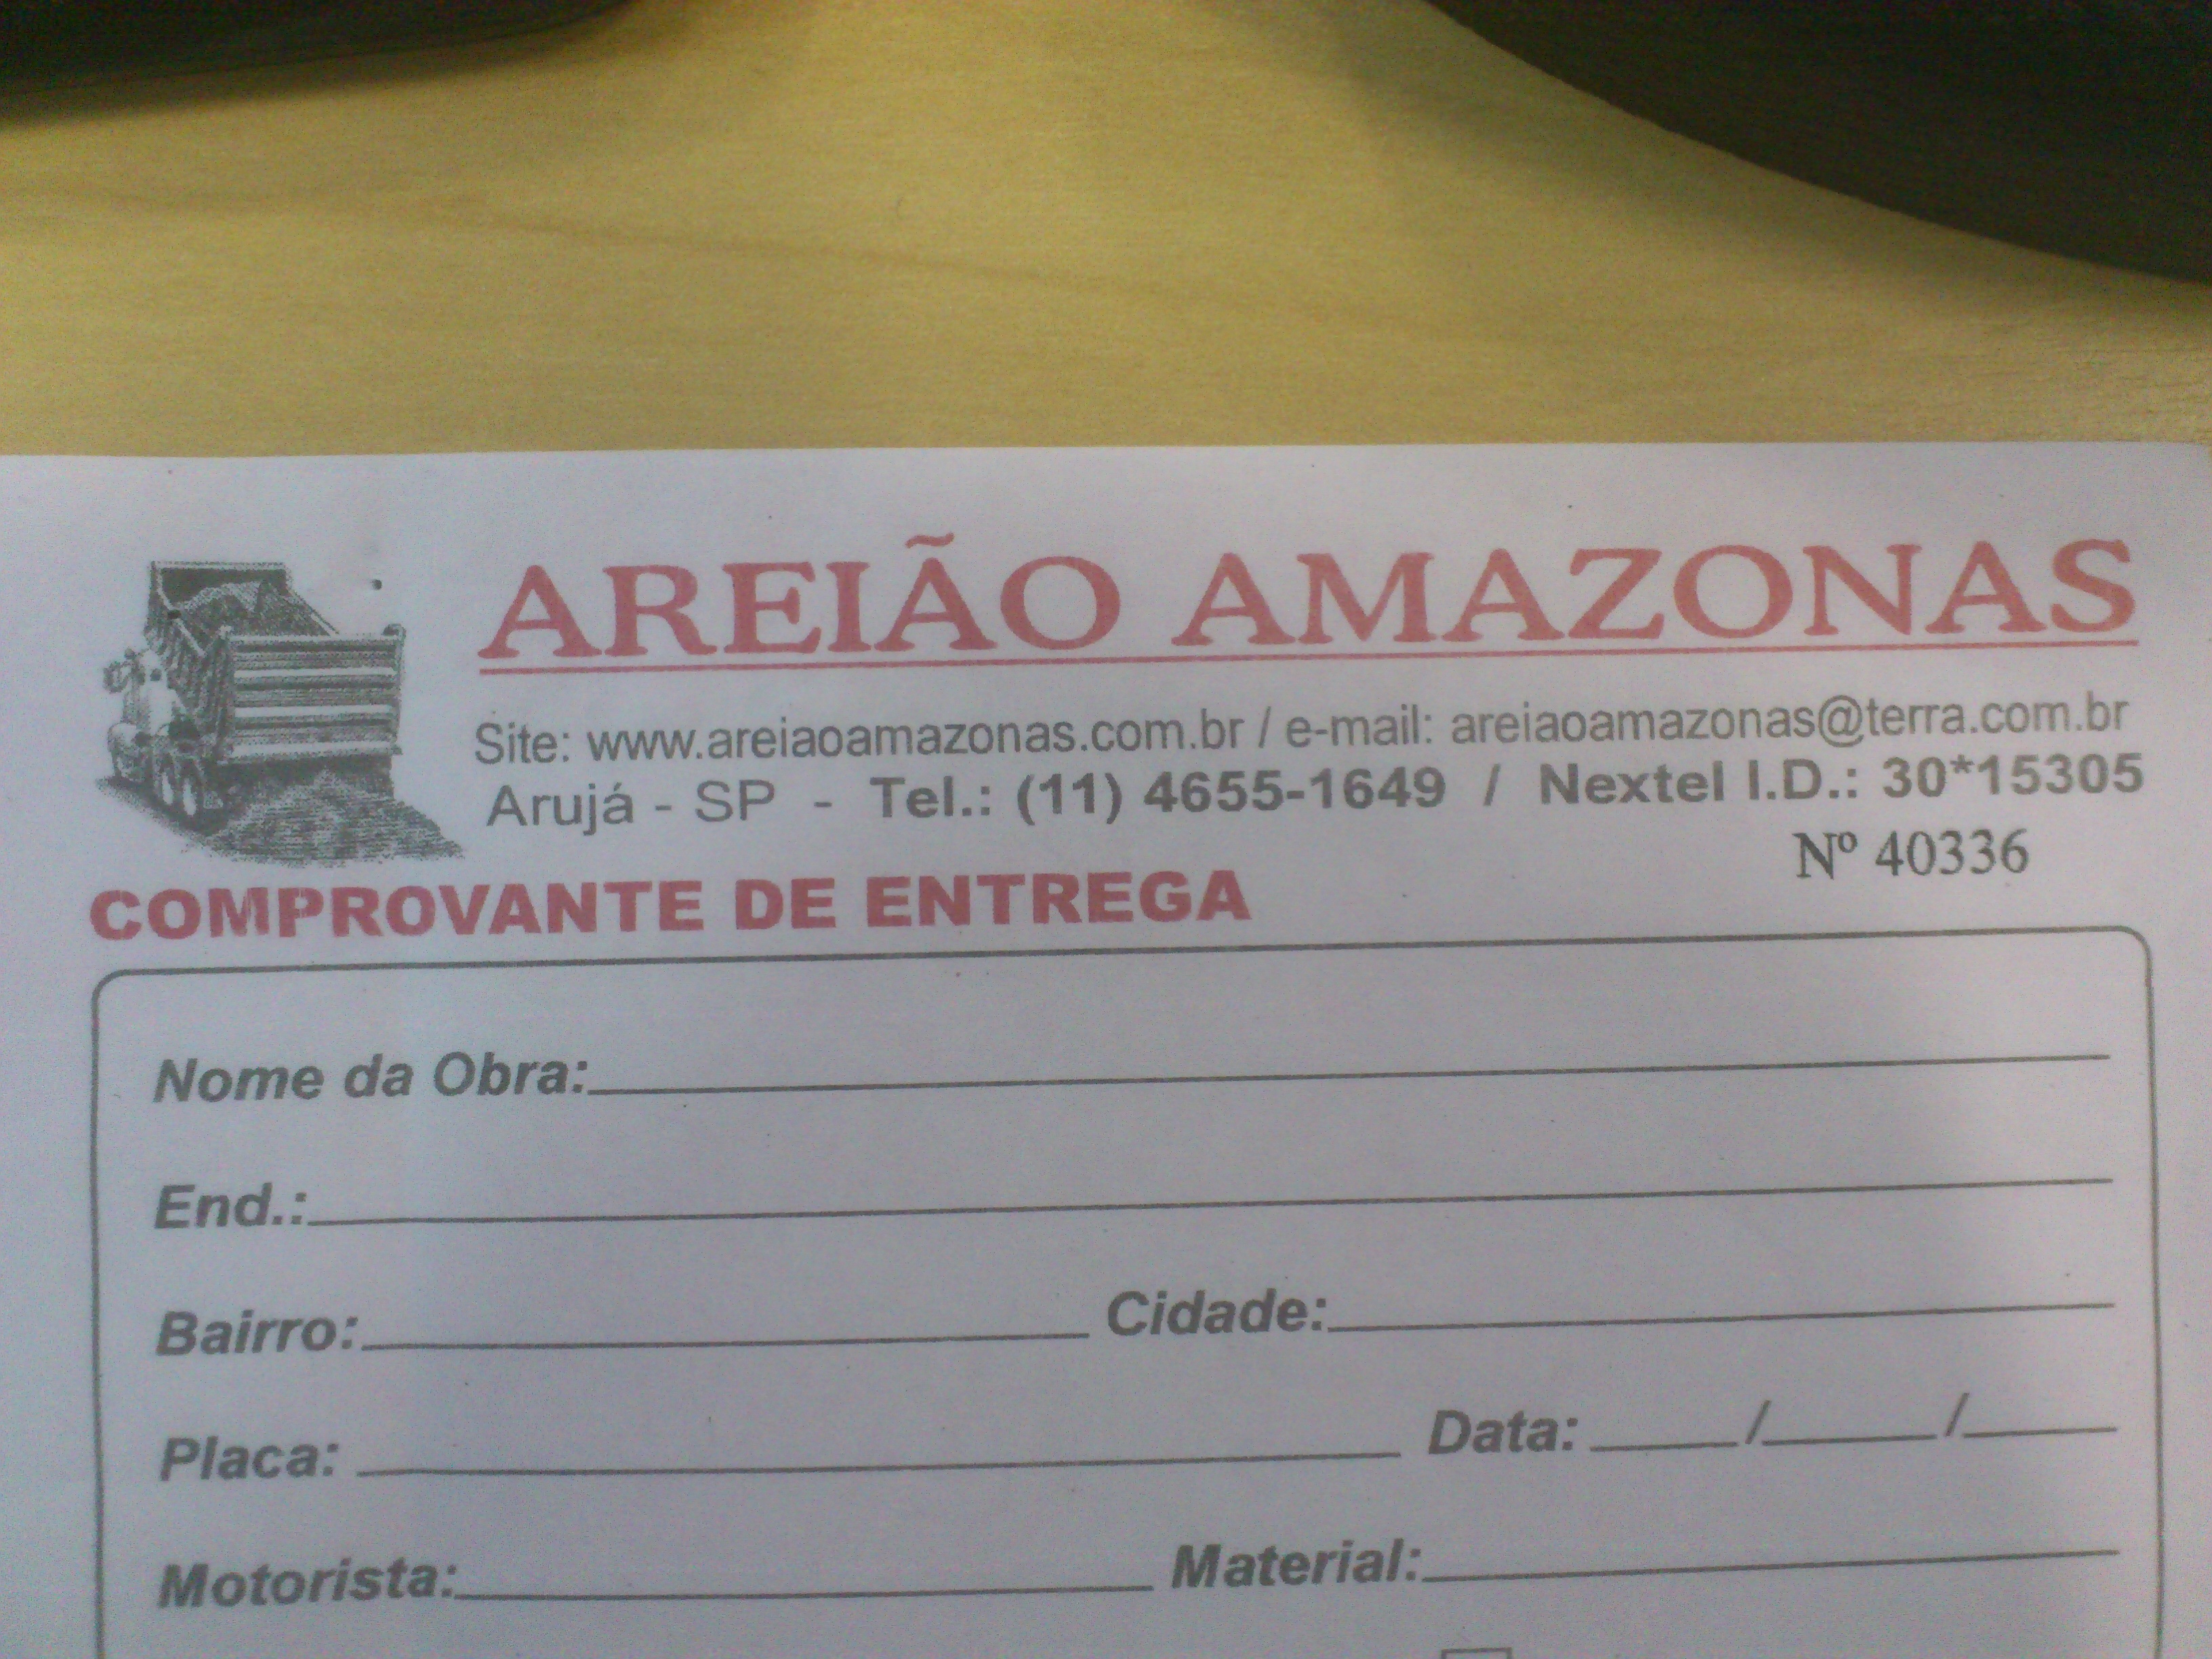 AREIÃO AMAZONAS
Site: www.areiaoamazonas.com.br / e-mail: areiaoamazonas@terra.com.br
Arujá - SP - Tel.: (11) 4655-1649 / Nextel I.D.: 30*15305
Nº 40336
COMPROVANTE DE ENTREGA
Nome da Obra:
End.:
Bairro: Cidade:
Placa: Data: / /
Motorista: Material: